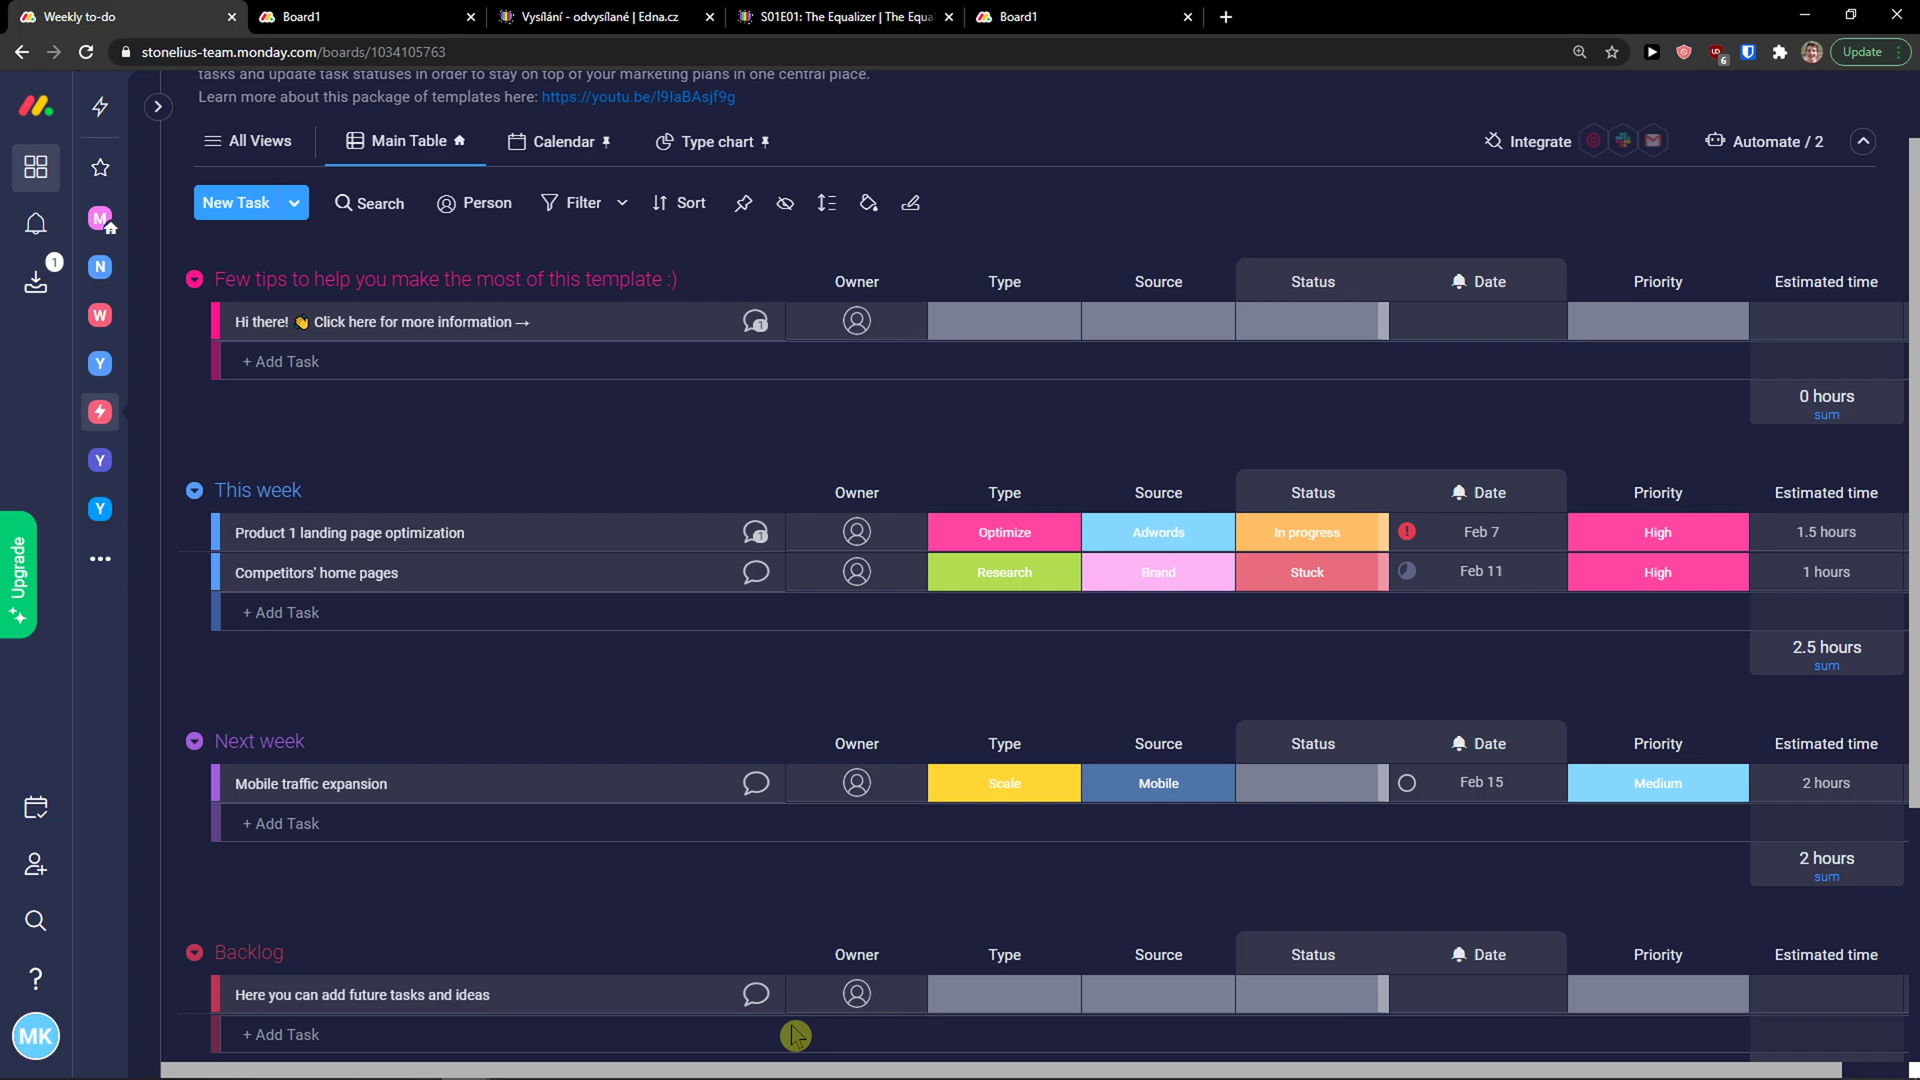 Weekly to-do
Board1
Vysílání - odvysílané | Edna.cz
S01E01: The Equalizer | The Equa
Board1
stonelius-team.monday.com/boards/1034105763
6
Update
tasks and update task statuses in order to stay on top of your marketing plans in one central place.
Learn more about this package of templates here: https://youtu.be/l9laBAsjf9g
All Views
Main Table
Calendar
Type chart
Integrate
Automate / 2
New Task
Search
Person
Filter
Sort
M
N
1
W
Y
Y
Y
Upgrade
MK
Few tips to help you make the most of this template :)
Owner Type Source Status Date Priority Estimated time
Hi there! 👋 Click here for more information →
1
+ Add Task
0 hours
sum
This week
Owner Type Source Status Date Priority Estimated time
Product 1 landing page optimization 1 Optimize Adwords In progress Feb 7 High 1.5 hours
Competitors' home pages Research Brand Stuck Feb 11 High 1 hours
+ Add Task
2.5 hours
sum
Next week
Owner Type Source Status Date Priority Estimated time
Mobile traffic expansion Scale Mobile Feb 15 Medium 2 hours
+ Add Task
2 hours
sum
Backlog
Owner Type Source Status Date Priority Estimated time
Here you can add future tasks and ideas
+ Add Task